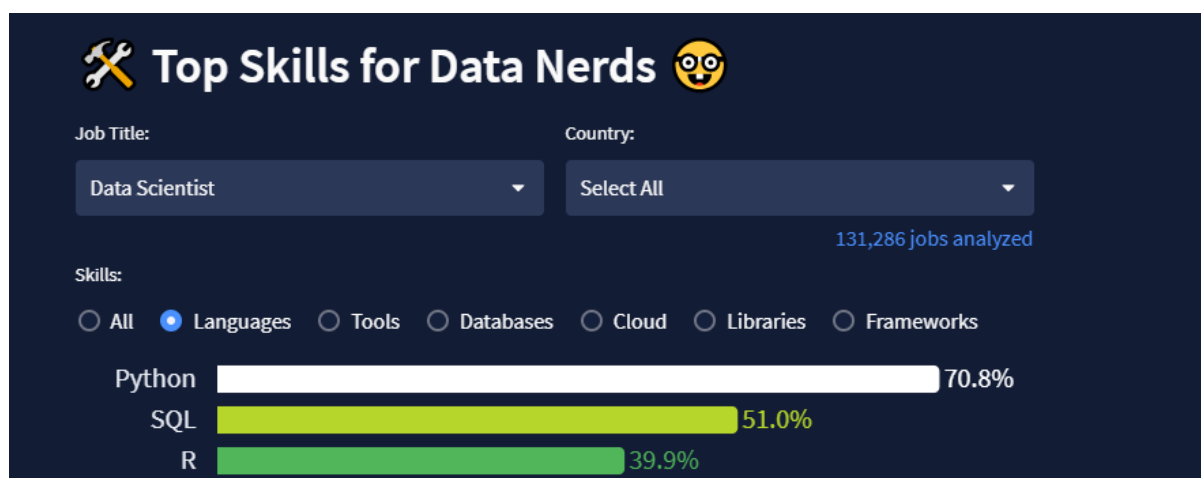 Top Skills for Data Nerds
Job Title: Country:
Data Scientist Select All
131,286 jobs analyzed
Skills:
All Languages Tools Databases Cloud Libraries Frameworks
Python 70.8%
SQL 51.0%
R 39.9%